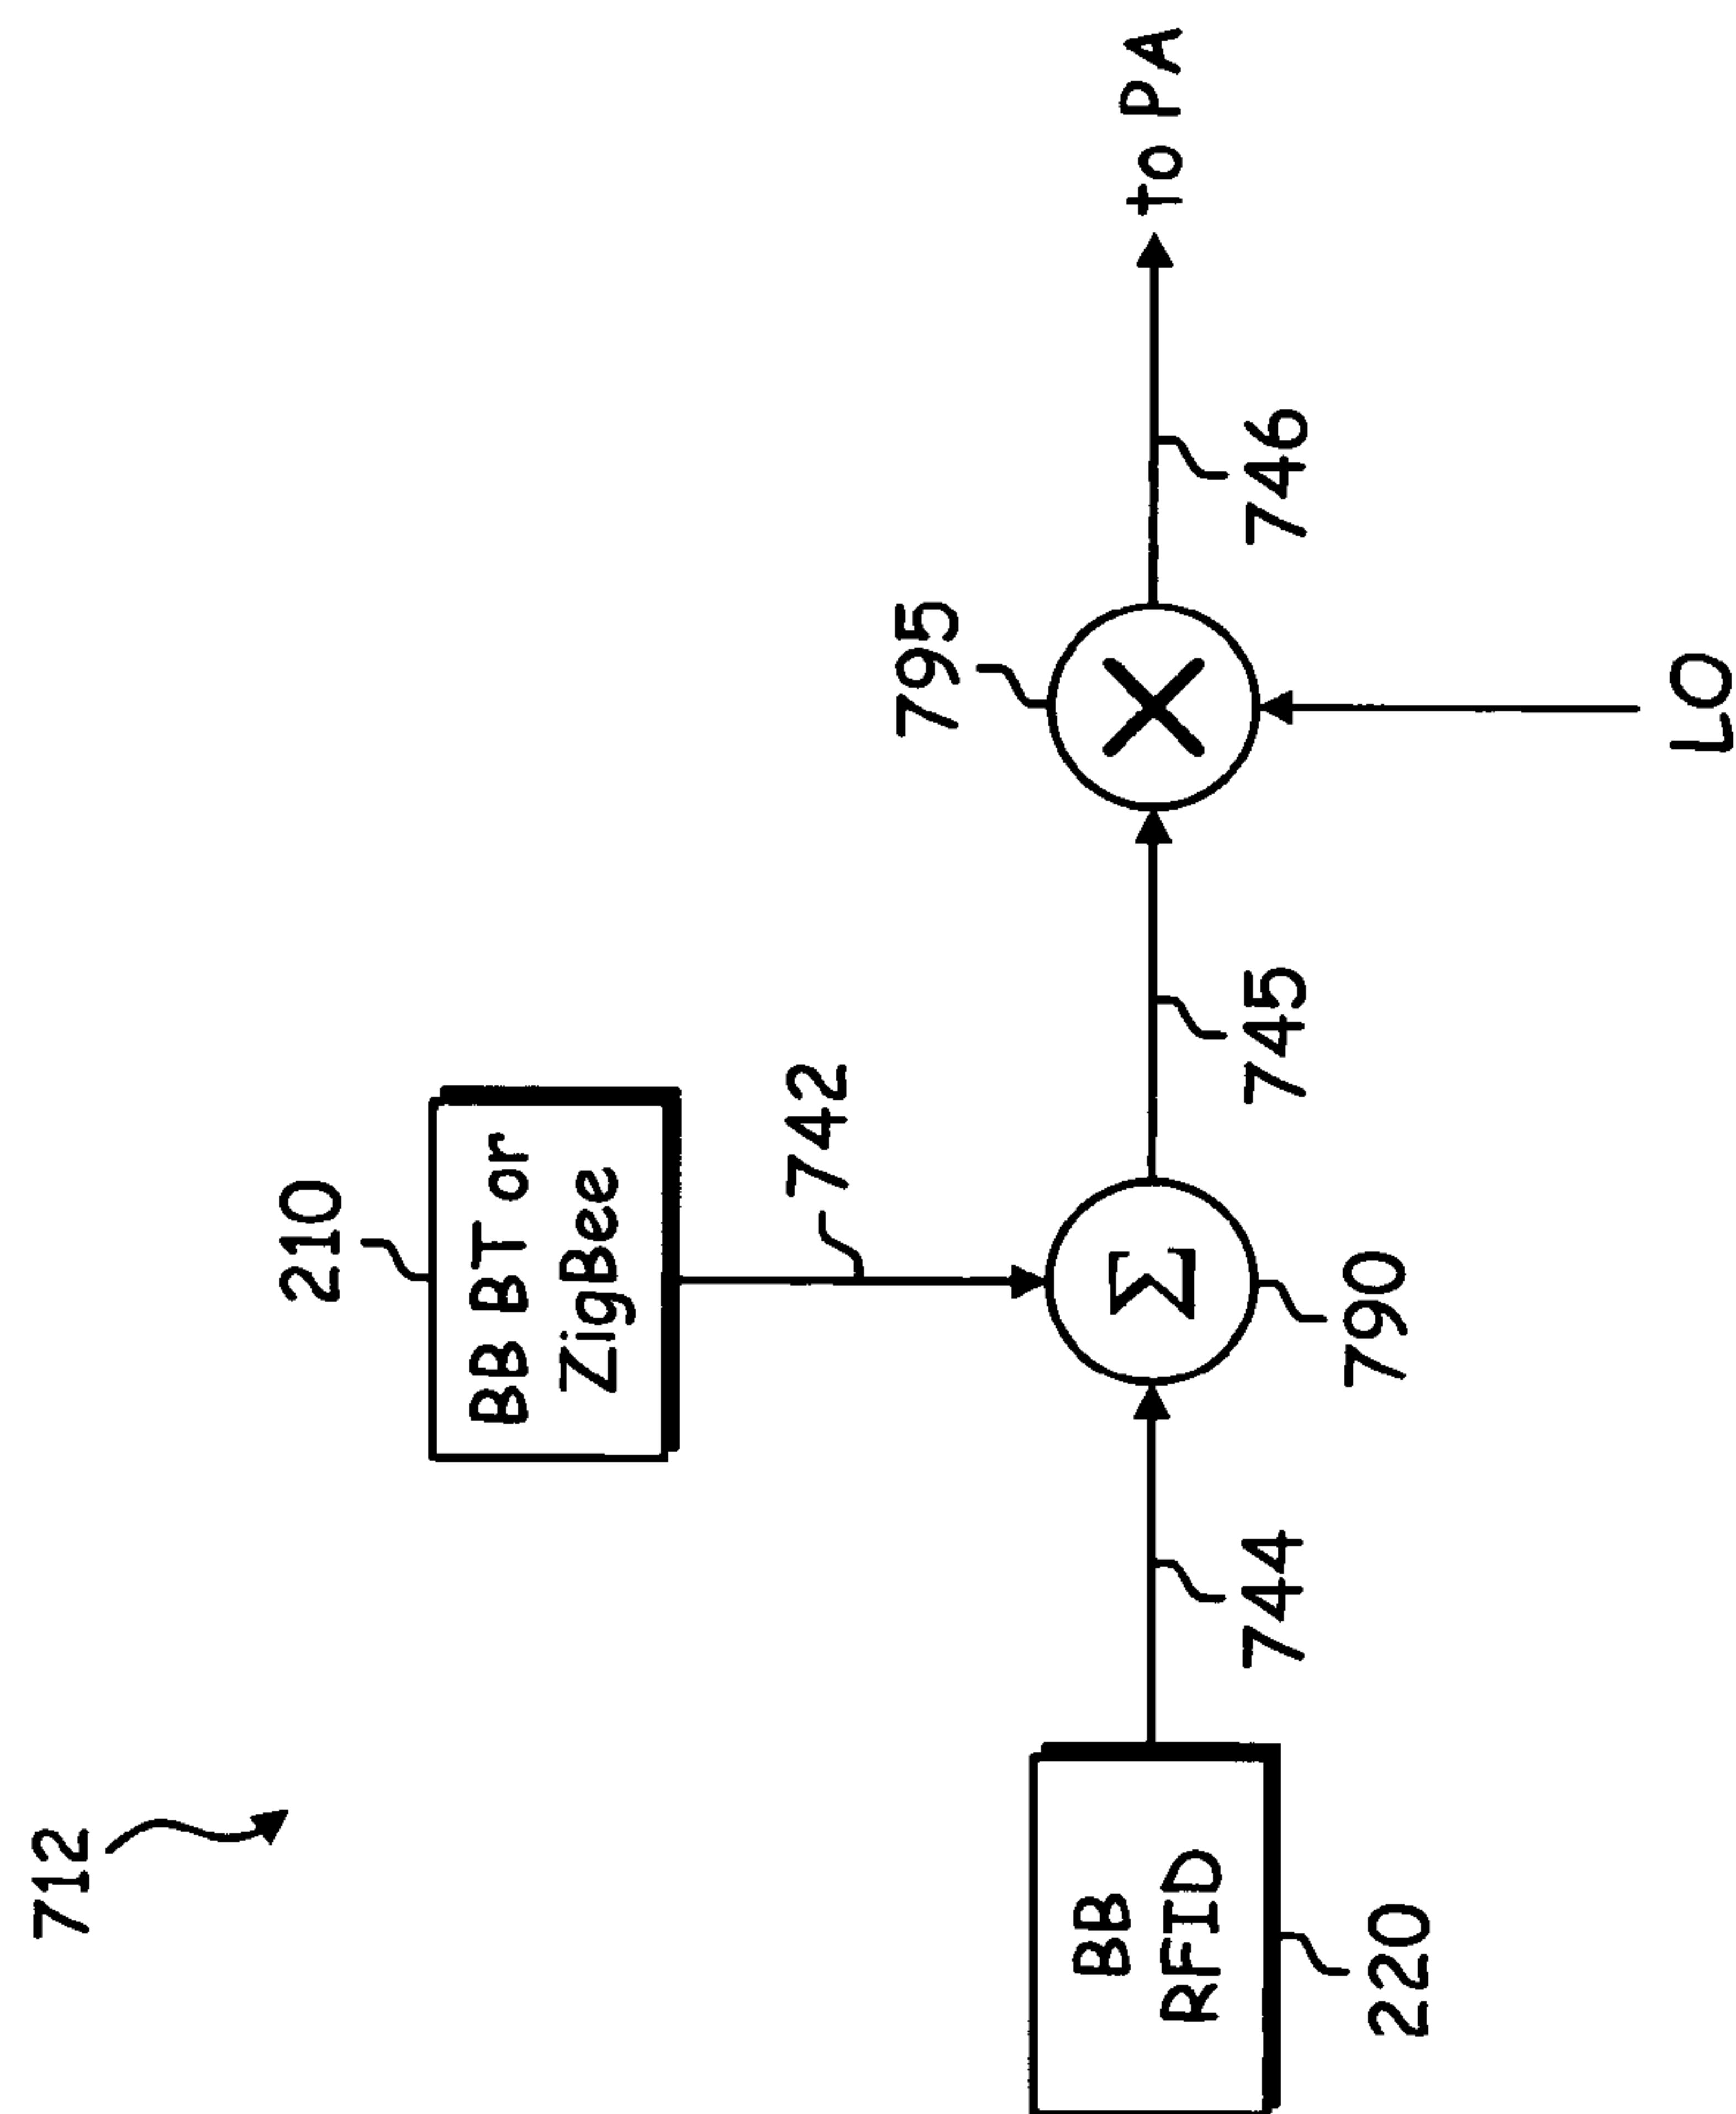 712
210
BB BT or
ZigBee
742
795
to PA
BB
RFID
220
744
790
745
746
Σ
LO